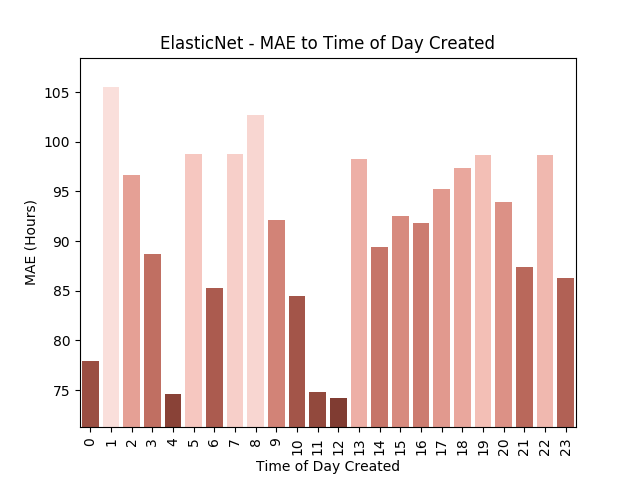 ElasticNet - MAE to Time of Day Created
MAE (Hours)
105
100
95
90
85
80
75
0 1 2 3 4 5 6 7 8 9 10 11 12 13 14 15 16 17 18 19 20 21 22 23
Time of Day Created